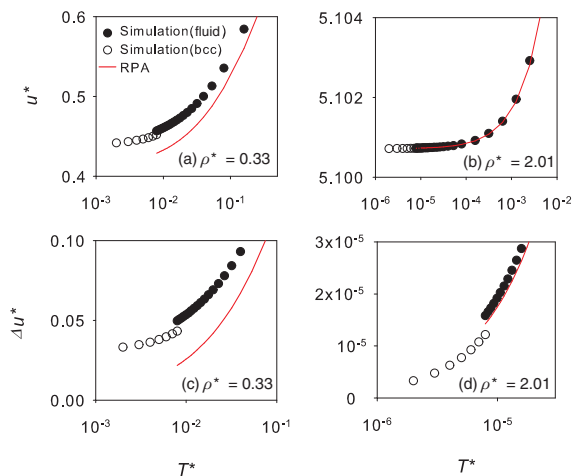 Simulation(fluid)
Simulation(bcc)
RPA
u*
0.6
0.5
0.4
10⁻³
10⁻²
10⁻¹
(a) ρ* = 0.33
5.104
5.102
5.100
10⁻⁶
10⁻⁵
10⁻⁴
10⁻³
10⁻²
(b) ρ* = 2.01
Δu*
0.10
0.05
0.00
10⁻³
10⁻²
10⁻¹
(c) ρ* = 0.33
T*
3x10⁻⁵
2x10⁻⁵
10⁻⁵
0
10⁻⁶
10⁻⁵
(d) ρ* = 2.01
T*